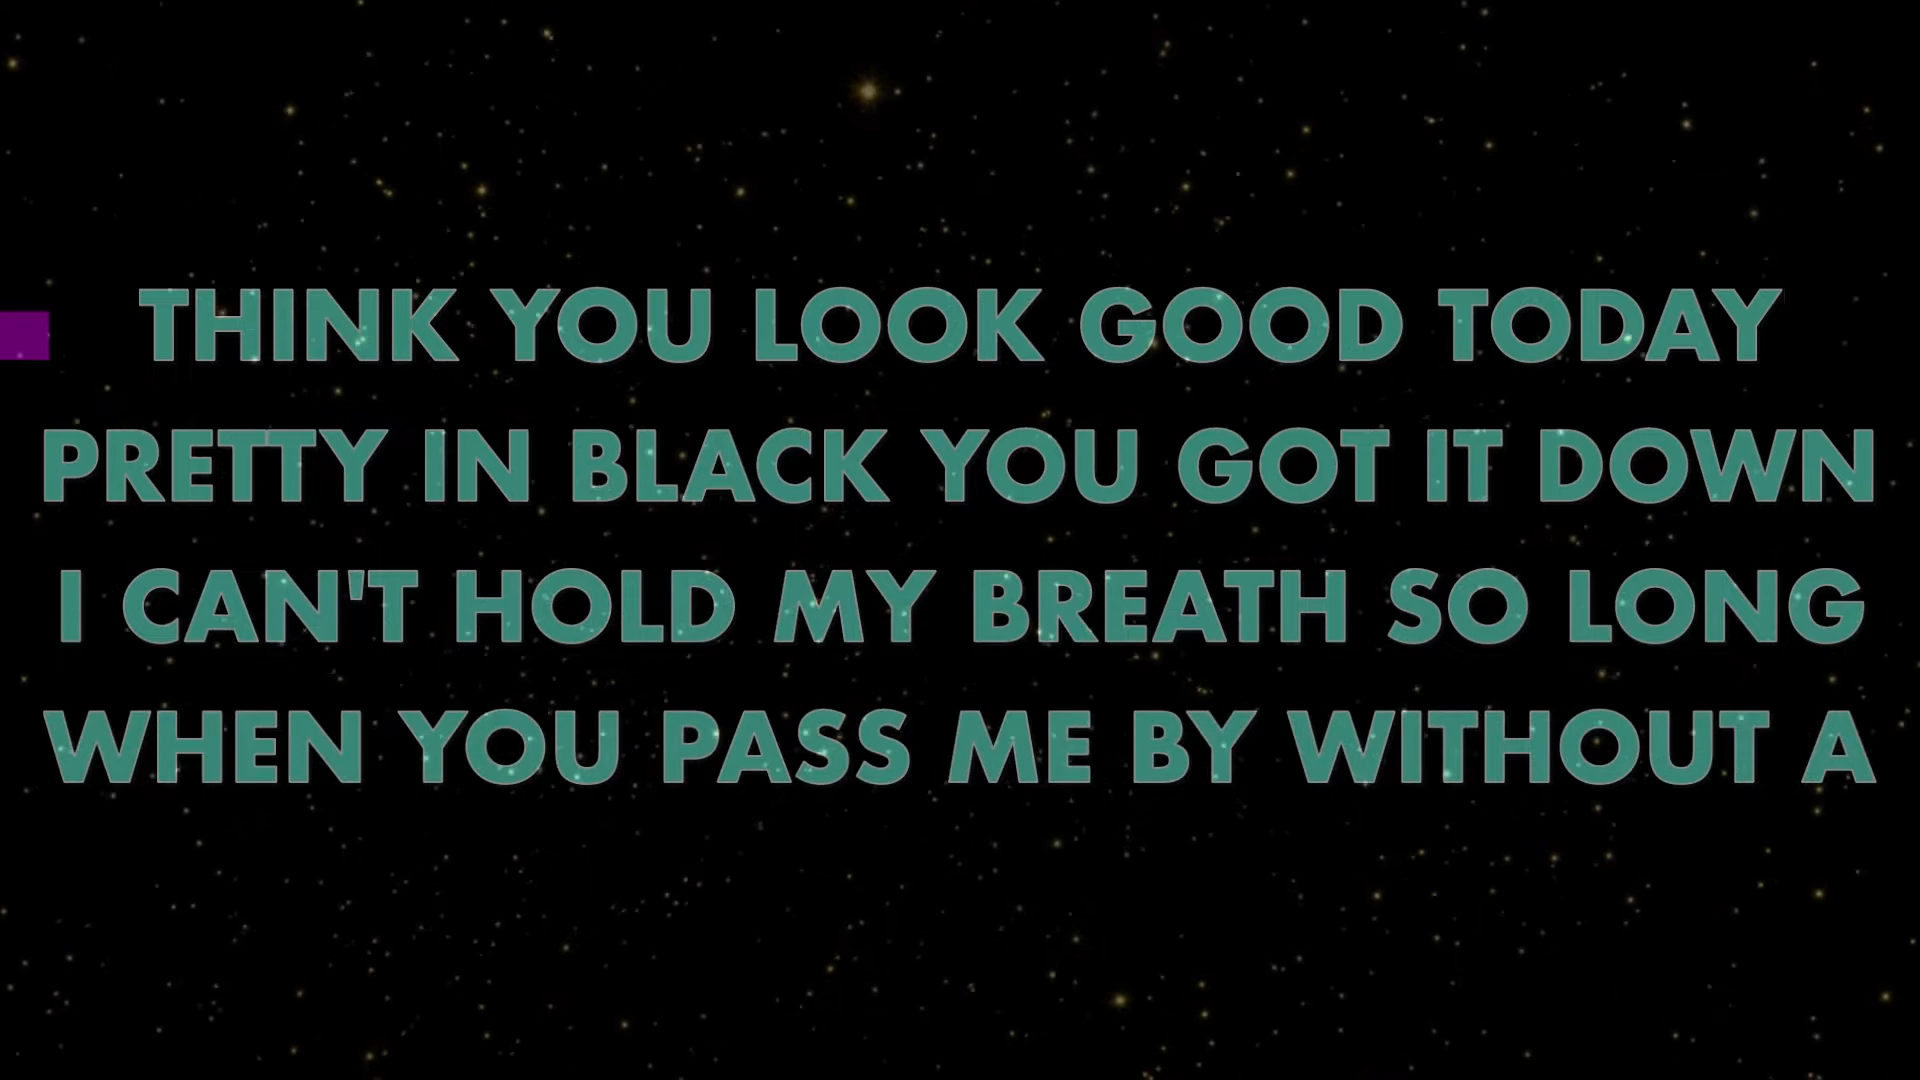 THINK YOU LOOK GOOD TODAY
PRETTY IN BLACK YOU GOT IT DOWN
I CAN'T HOLD MY BREATH SO LONG
WHEN YOU PASS ME BY WITHOUT A